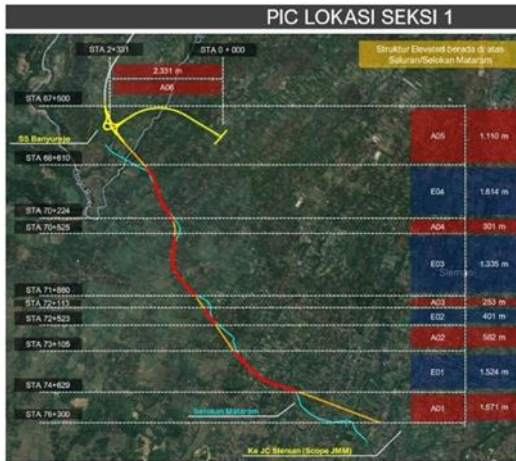 PIC LOKASI SEKSI 1
STA 2+331
STA 0 + 000
Struktur Elevated berada di atas
Saluran/Selokan Mataram
2,331 m
A06
STA 67+500
SS Banyurejo
A05
1.110 m
STA 68+610
E04
1.614 m
STA 70+224
A04
301 m
STA 70+525
E03
1.335 m
Sleman
STA 71+860
A03
253 m
STA 72+113
E02
401 m
STA 72+523
A02
582 m
STA 73+105
E01
1.524 m
STA 74+629
Selokan Mataram
A01
1.671 m
STA 76+300
Ke JC Sleman (Scope JMM)